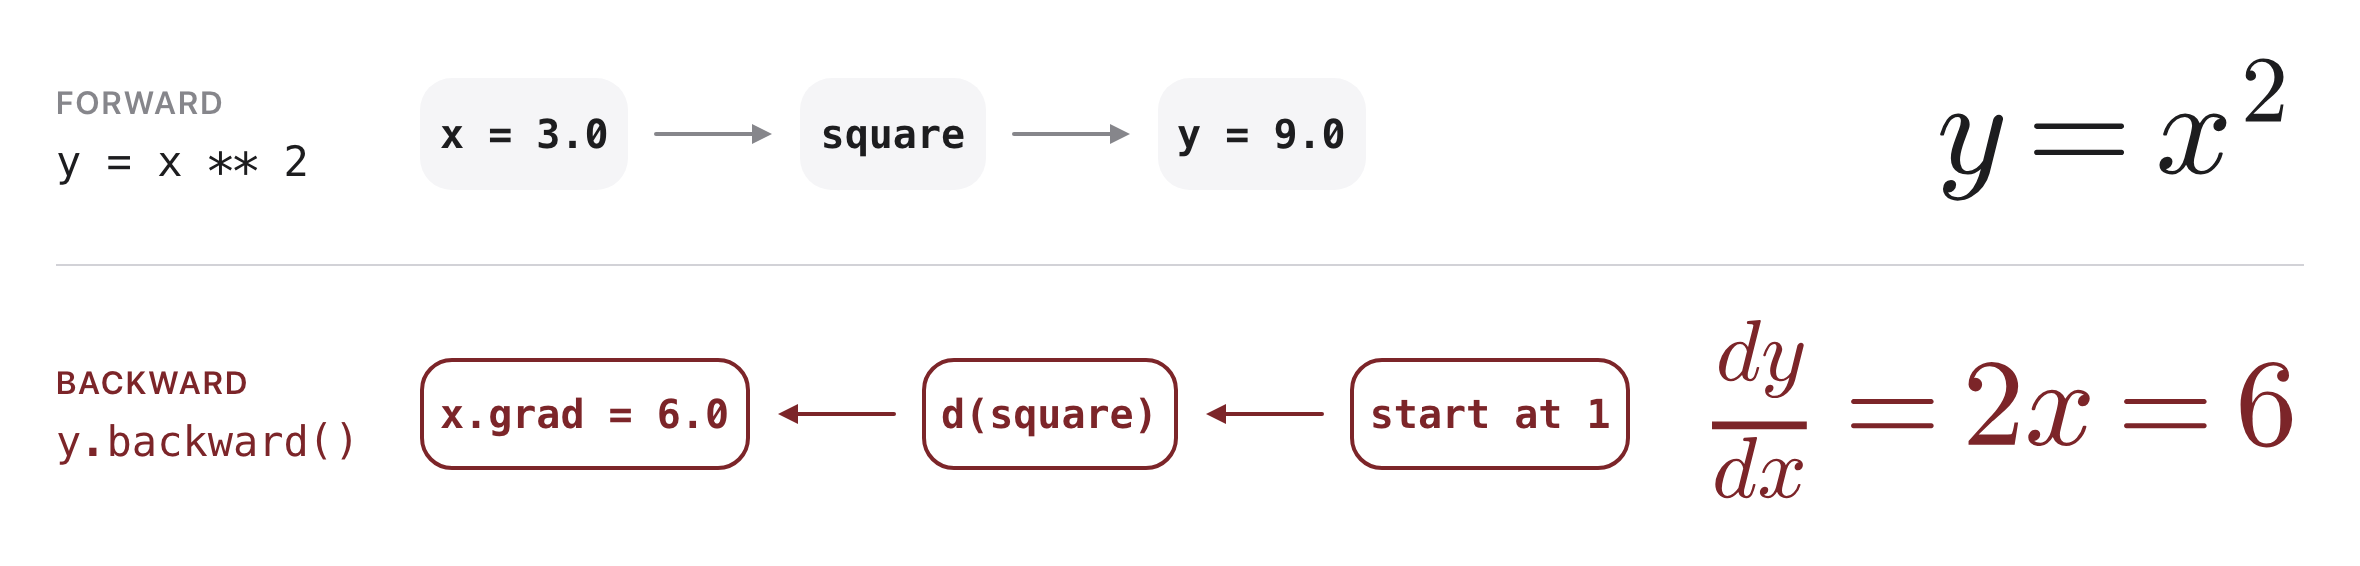 FORWARD
y = x ** 2
x = 3.0
square
y = 9.0
y = x²
BACKWARD
y.backward()
x.grad = 6.0
d(square)
start at 1
dy/dx = 2x = 6